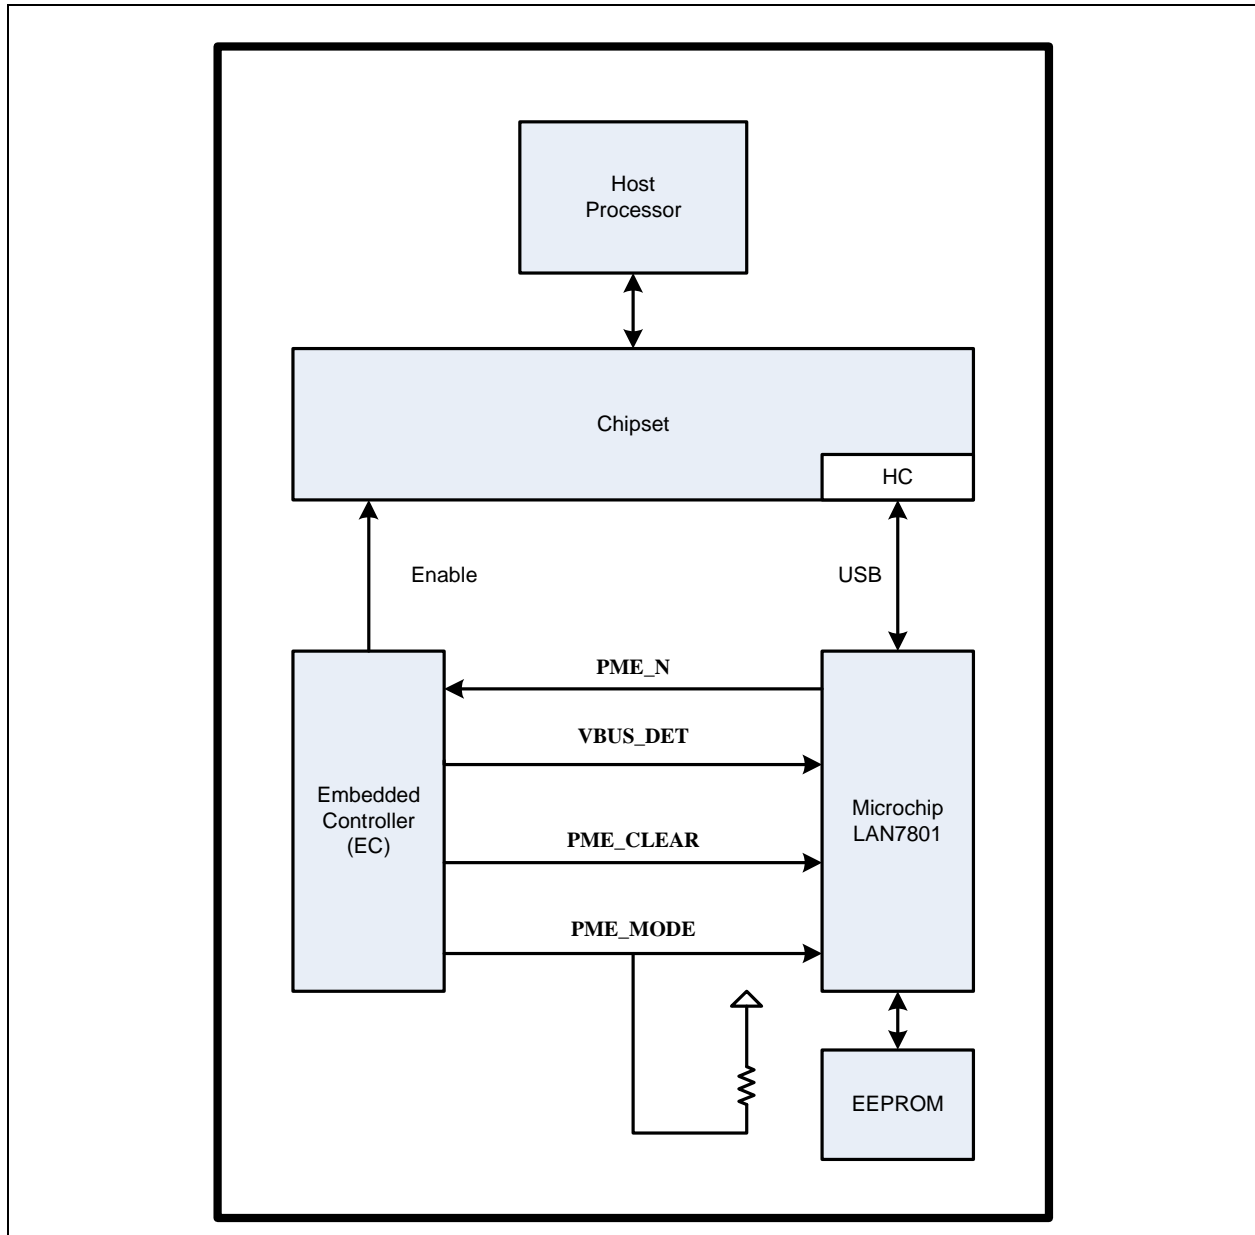 Host
Processor
Chipset
HC
Enable
USB
PME_N
VBUS_DET
Embedded
Controller
(EC)
Microchip
LAN7801
PME_CLEAR
PME_MODE
EEPROM